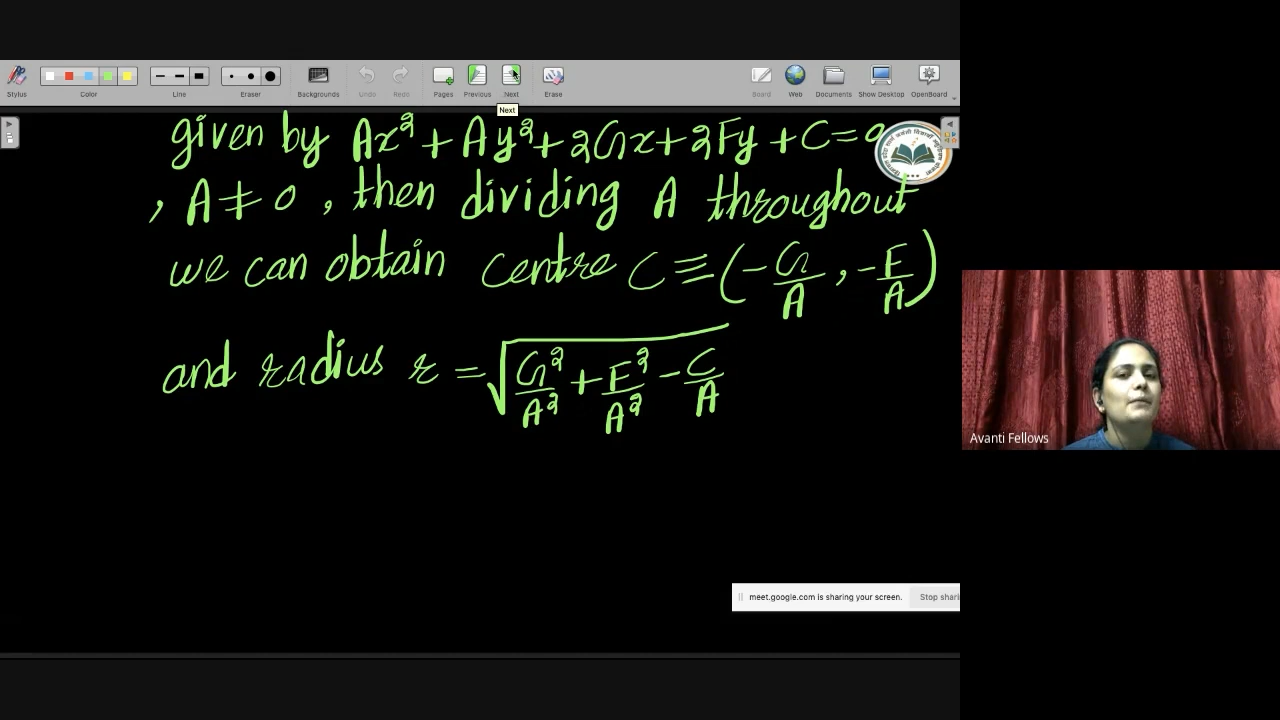 Stylus Color Line Eraser Backgrounds Undo Redo Pages Previous Next Erase Board Web Documents Show Desktop OpenBoard
Next
given by Ax² + Ay² + 2Gx + 2Fy + C = 0
, A ≠ 0 , then dividing A throughout
we can obtain centre C ≡ (-G/A , -F/A)
and radius r = √(G²/A² + F²/A² - C/A)
Avanti Fellows
meet.google.com is sharing your screen. Stop shari